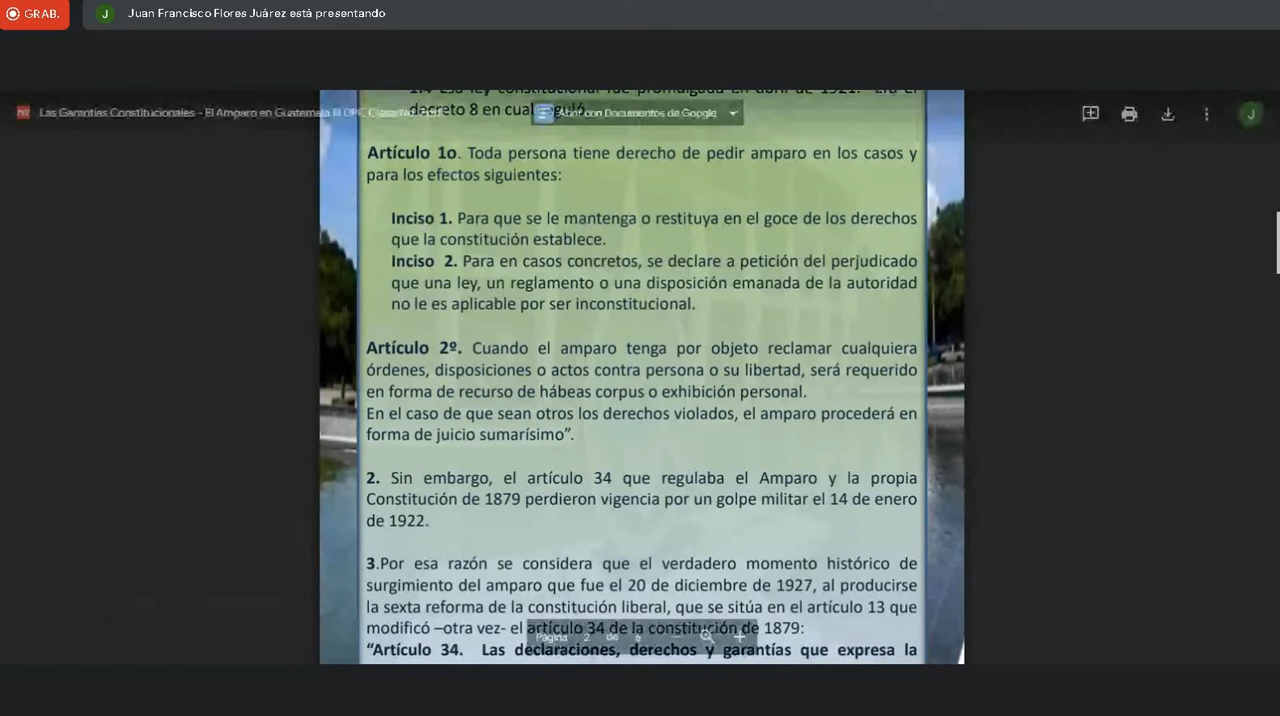 GRAB.
J
Juan Francisco Flores Juárez está presentando
Las Garantías Constitucionales - El Amparo en Guatemala III DPC
Abrir con Documentos de Google
J
decreto 8 en cual reguló
Artículo 1o. Toda persona tiene derecho de pedir amparo en los casos y
para los efectos siguientes:
Inciso 1. Para que se le mantenga o restituya en el goce de los derechos
que la constitución establece.
Inciso 2. Para en casos concretos, se declare a petición del perjudicado
que una ley, un reglamento o una disposición emanada de la autoridad
no le es aplicable por ser inconstitucional.
Artículo 2º. Cuando el amparo tenga por objeto reclamar cualquiera
órdenes, disposiciones o actos contra persona o su libertad, será requerido
en forma de recurso de hábeas corpus o exhibición personal.
En el caso de que sean otros los derechos violados, el amparo procederá en
forma de juicio sumarísimo”.
2. Sin embargo, el artículo 34 que regulaba el Amparo y la propia
Constitución de 1879 perdieron vigencia por un golpe militar el 14 de enero
de 1922.
3.Por esa razón se considera que el verdadero momento histórico de
surgimiento del amparo que fue el 20 de diciembre de 1927, al producirse
la sexta reforma de la constitución liberal, que se sitúa en el artículo 13 que
modificó –otra vez- el artículo 34 de la constitución de 1879:
Página 2 de 6
“Artículo 34. Las declaraciones, derechos y garantías que expresa la